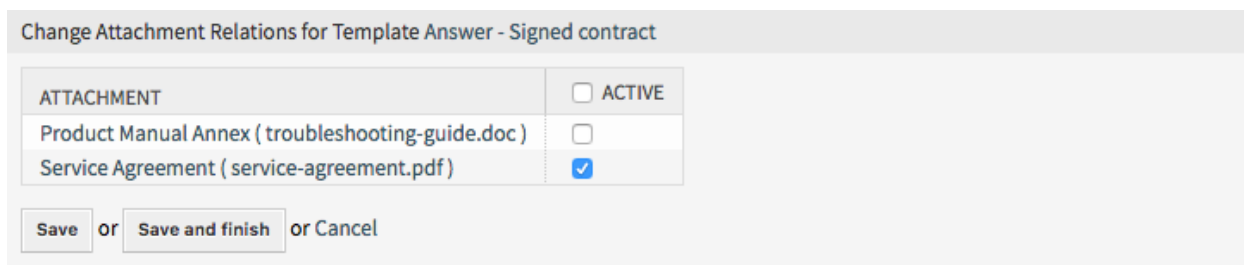 Change Attachment Relations for Template Answer - Signed contract
ATTACHMENT ACTIVE
Product Manual Annex ( troubleshooting-guide.doc )
Service Agreement ( service-agreement.pdf )
Save or Save and finish or Cancel